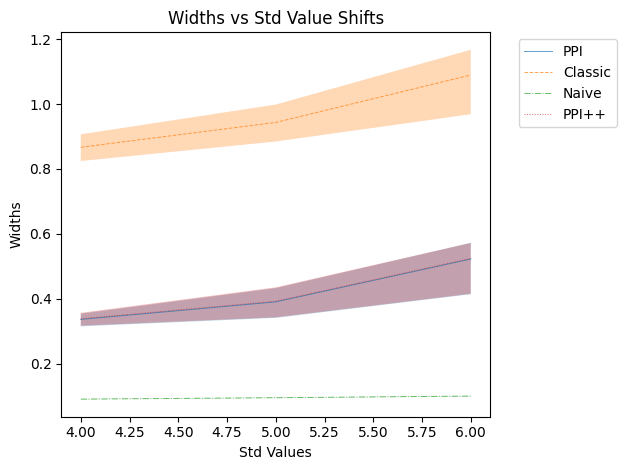 Widths vs Std Value Shifts
PPI
Classic
Naive
PPI++
Widths
1.2
1.0
0.8
0.6
0.4
0.2
4.00 4.25 4.50 4.75 5.00 5.25 5.50 5.75 6.00
Std Values